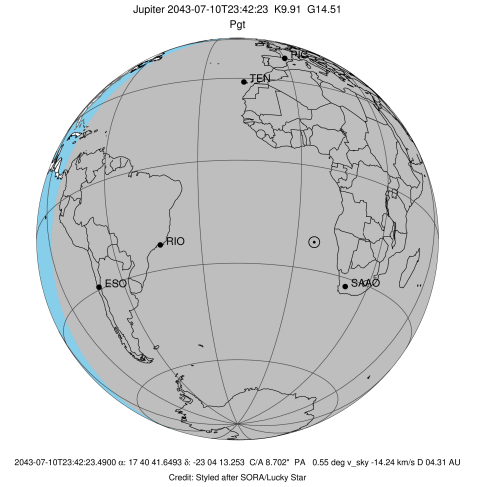 Jupiter 2043-07-10T23:42:23 K9.91 G14.51
Pgt
PIC
TEN
RIO
ESO
SAAO
2043-07-10T23:42:23.4900 α: 17 40 41.6493 δ: -23 04 13.253 C/A 8.702" PA 0.55 deg v_sky -14.24 km/s D 04.31 AU
Credit: Styled after SORA/Lucky Star